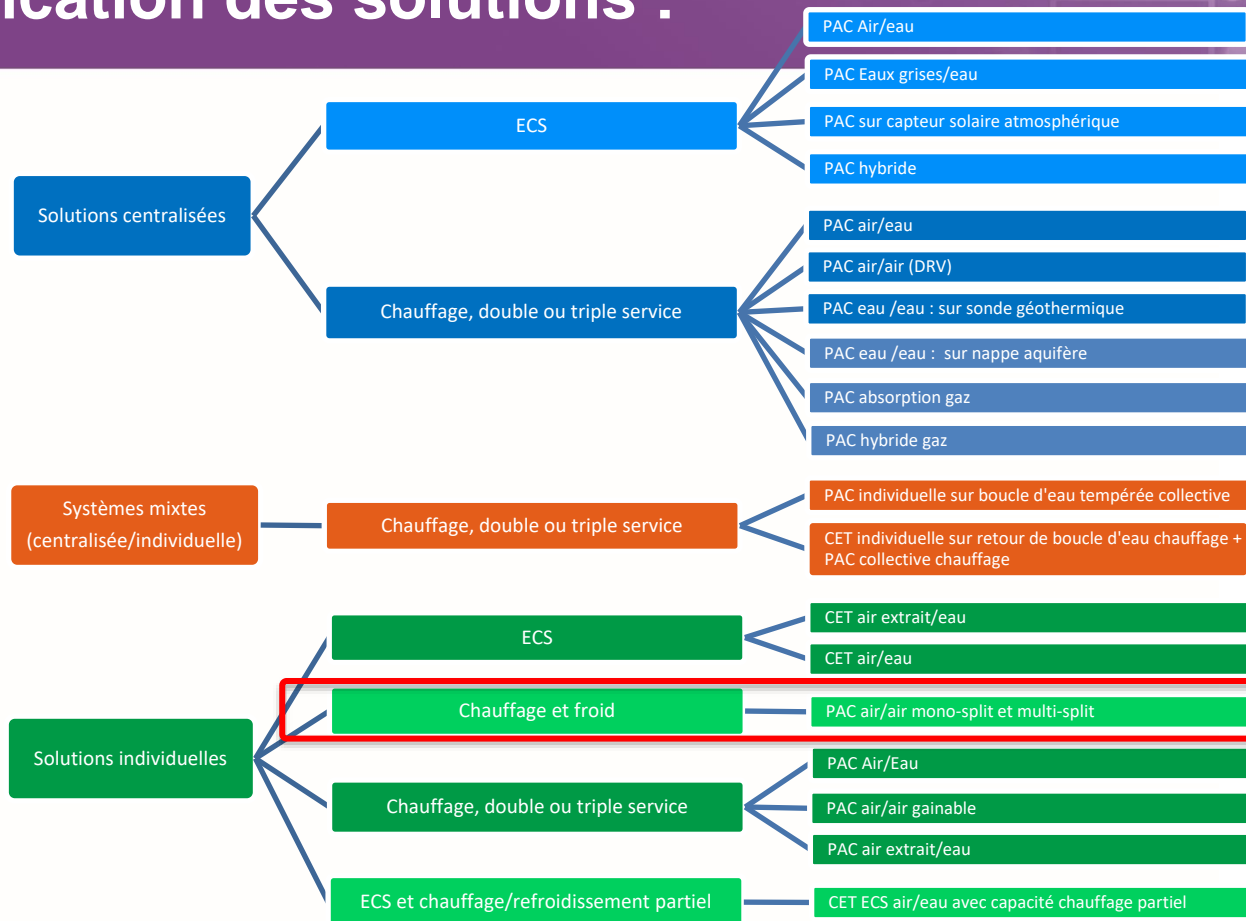 ication des solutions :
Solutions centralisées
ECS
PAC Air/eau
PAC Eaux grises/eau
PAC sur capteur solaire atmosphérique
PAC hybride
Chauffage, double ou triple service
PAC air/eau
PAC air/air (DRV)
PAC eau /eau : sur sonde géothermique
PAC eau /eau :  sur nappe aquifère
PAC absorption gaz
PAC hybride gaz
Systèmes mixtes
(centralisée/individuelle)
Chauffage, double ou triple service
PAC individuelle sur boucle d'eau tempérée collective
CET individuelle sur retour de boucle d'eau chauffage +
PAC collective chauffage
Solutions individuelles
ECS
CET air extrait/eau
CET air/eau
Chauffage et froid
PAC air/air mono-split et multi-split
Chauffage, double ou triple service
PAC Air/Eau
PAC air/air gainable
PAC air extrait/eau
ECS et chauffage/refroidissement partiel
CET ECS air/eau avec capacité chauffage partiel